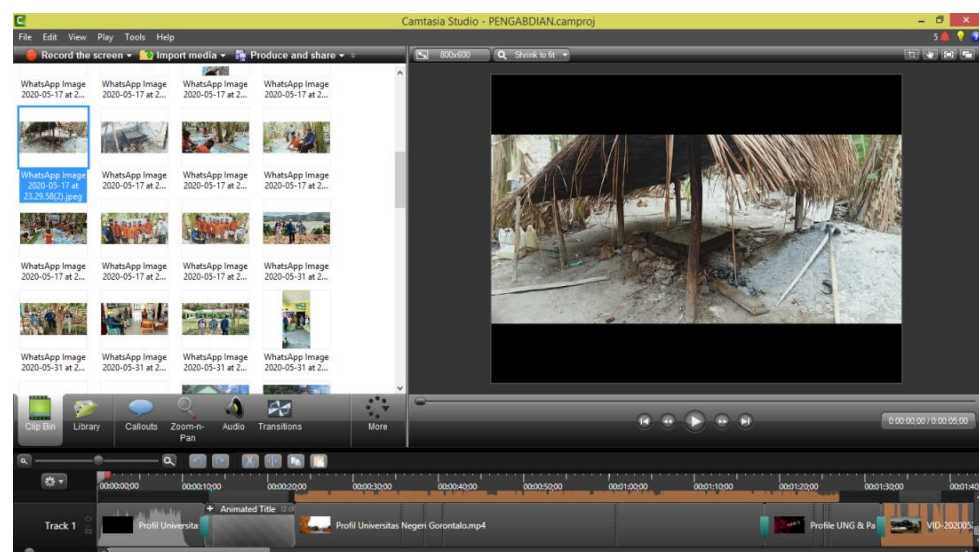 Camtasia Studio - PENGABDIAN.camproj
File Edit View Play Tools Help
5
Record the screen Import media Produce and share
800x600 Shrink to fit
WhatsApp Image WhatsApp Image WhatsApp Image WhatsApp Image
2020-05-17 at 2... 2020-05-17 at 2... 2020-05-17 at 2... 2020-05-17 at 2...
WhatsApp Image WhatsApp Image WhatsApp Image WhatsApp Image
2020-05-17 at 2020-05-17 at 2... 2020-05-17 at 2... 2020-05-17 at 2...
23.29.58(2).jpeg
WhatsApp Image WhatsApp Image WhatsApp Image WhatsApp Image
2020-05-17 at 2... 2020-05-17 at 2... 2020-05-17 at 2... 2020-05-31 at 2...
WhatsApp Image WhatsApp Image WhatsApp Image WhatsApp Image
2020-05-31 at 2... 2020-05-31 at 2... 2020-05-31 at 2... 2020-05-31 at 2...
Clip Bin Library Callouts Zoom-n-Pan Audio Transitions More
0:00:00;00 / 0:00:05;00
00:00:00;00 00:00:10;00 00:00:20;00 00:00:30;00 00:00:40;00 00:00:50;00 00:01:00;00 00:01:10;00 00:01:20;00 00:01:30;00 00:01:40
Animated Title
Track 1 Profil Universita Profil Universitas Negeri Gorontalo.mp4 Profile UNG & Pa VID-202005